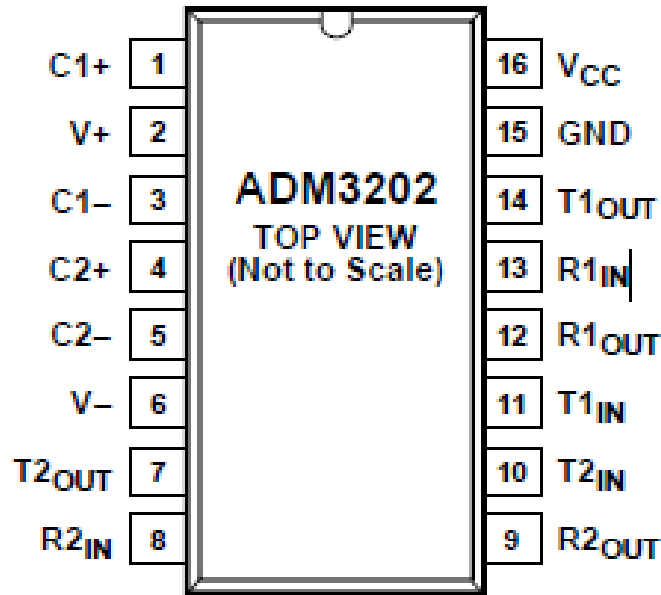 C1+ 1 16 VCC
V+ 2 15 GND
C1– 3 ADM3202 14 T1OUT
TOP VIEW
C2+ 4 (Not to Scale) 13 R1IN
C2– 5 12 R1OUT
V– 6 11 T1IN
T2OUT 7 10 T2IN
R2IN 8 9 R2OUT